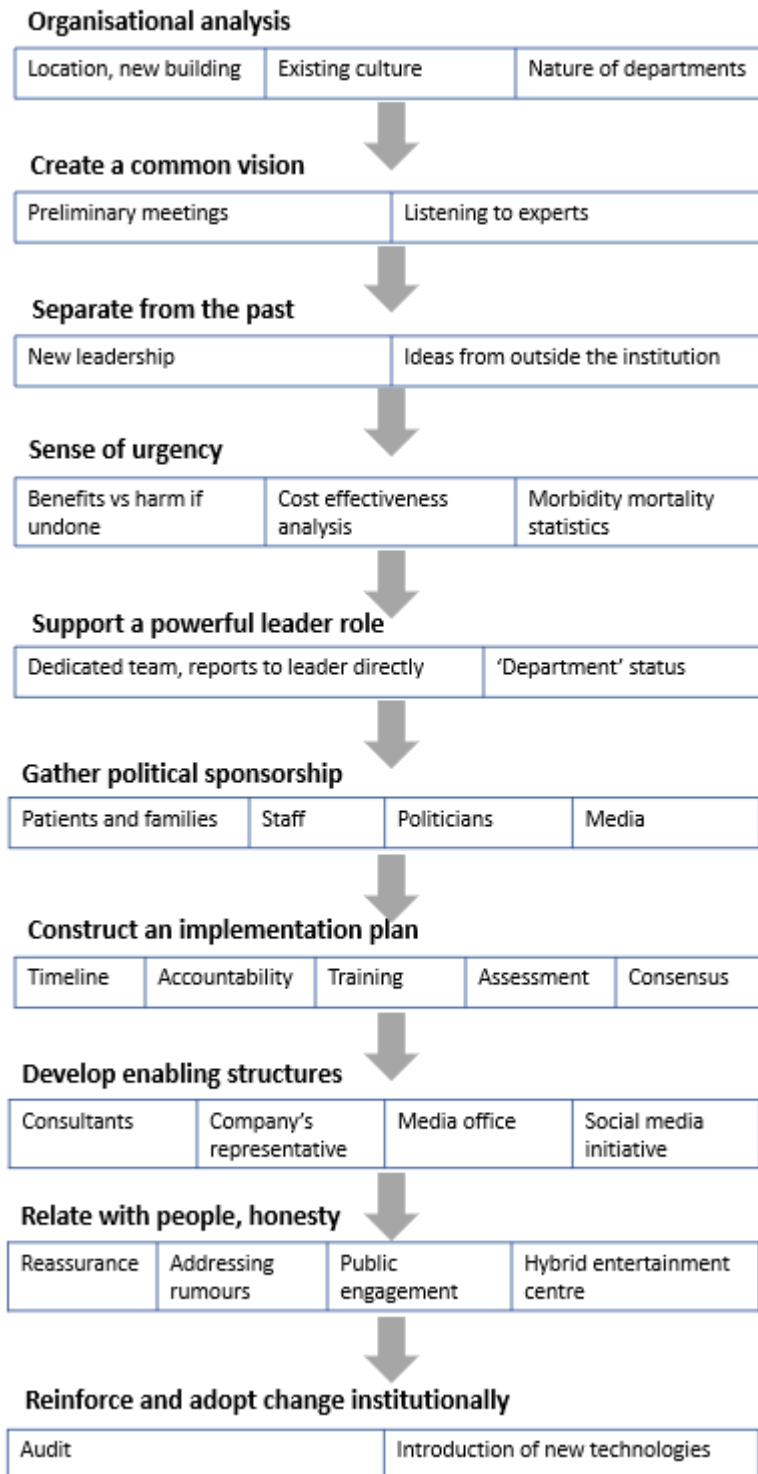 Organisational analysis
Location, new building
Existing culture
Nature of departments
Create a common vision
Preliminary meetings
Listening to experts
Separate from the past
New leadership
Ideas from outside the institution
Sense of urgency
Benefits vs harm if
undone
Cost effectiveness
analysis
Morbidity mortality
statistics
Support a powerful leader role
Dedicated team, reports to leader directly
‘Department’ status
Gather political sponsorship
Patients and families
Staff
Politicians
Media
Construct an implementation plan
Timeline
Accountability
Training
Assessment
Consensus
Develop enabling structures
Consultants
Company’s
representative
Media office
Social media
initiative
Relate with people, honesty
Reassurance
Addressing
rumours
Public
engagement
Hybrid entertainment
centre
Reinforce and adopt change institutionally
Audit
Introduction of new technologies